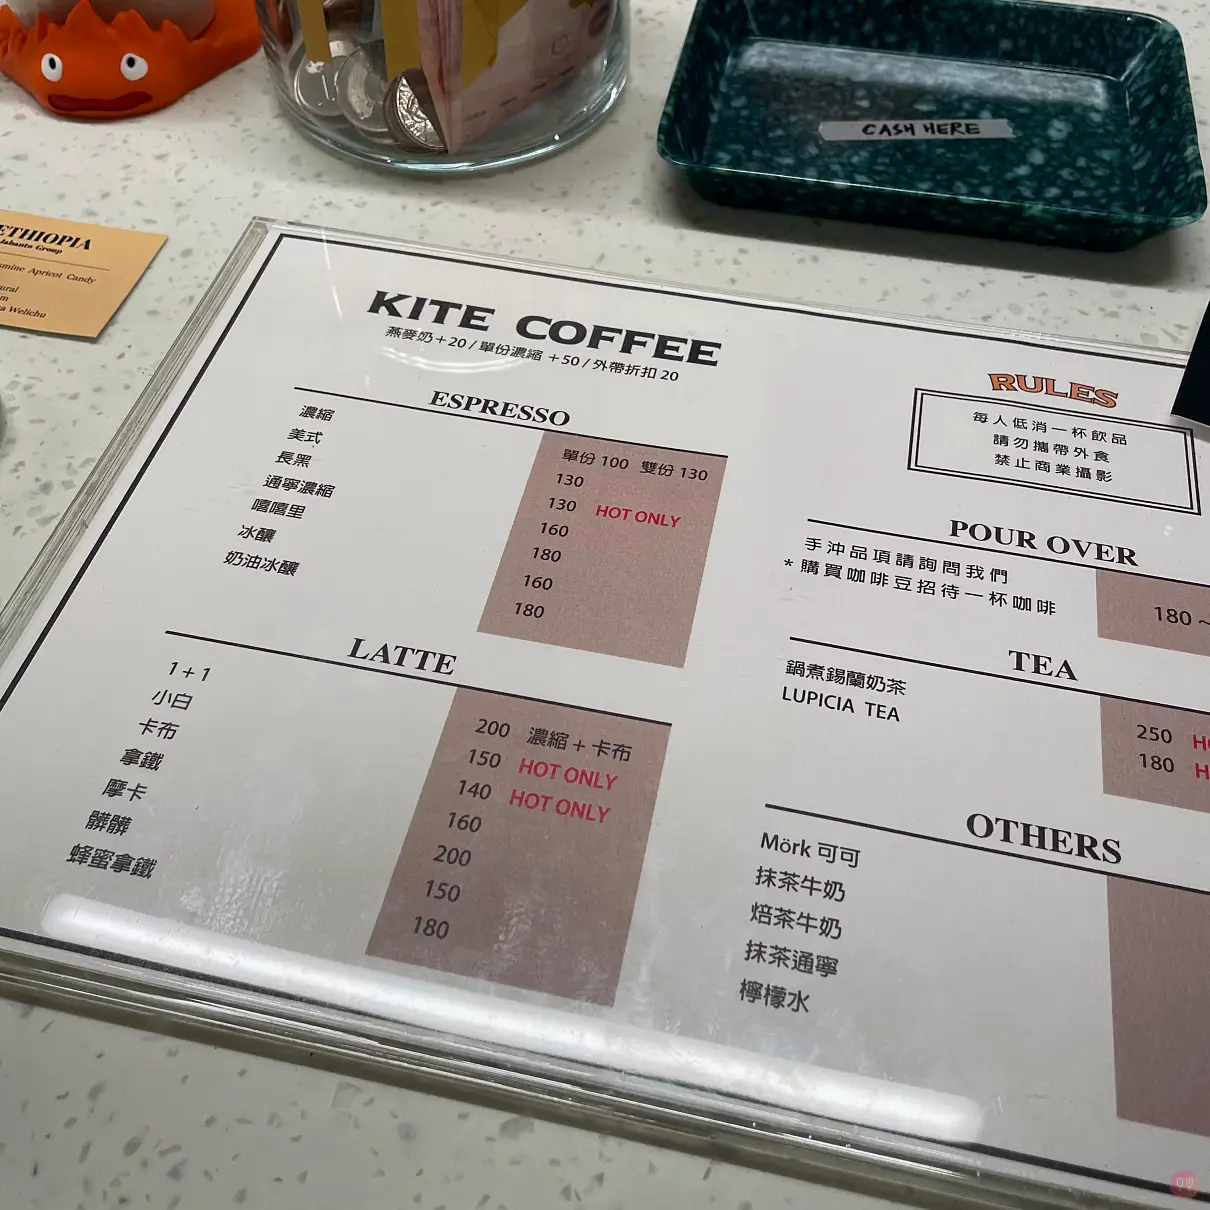 CASH HERE
ETHIOPIA
Jabanto Group
Apricot Candy
Welichu
KITE COFFEE
燕麥奶＋20 / 單份濃縮 ＋50 / 外帶折扣 20
ESPRESSO
濃縮 單份 100 雙份 130
美式 130
長黑 130 HOT ONLY
通寧濃縮 160
嘻嘻里 180
冰釀 160
奶油冰釀 180
LATTE
1 + 1 200 濃縮 + 卡布
小白 150 HOT ONLY
卡布 140 HOT ONLY
拿鐵 160
摩卡 200
髒髒 150
蜂蜜拿鐵 180
RULES
每人低消一杯飲品
請勿攜帶外食
禁止商業攝影
POUR OVER
手沖品項請詢問我們
* 購買咖啡豆招待一杯咖啡
180 ~
TEA
鍋煮錫蘭奶茶 250
LUPICIA TEA 180
OTHERS
Mörk 可可
抹茶牛奶
焙茶牛奶
抹茶通寧
檸檬水